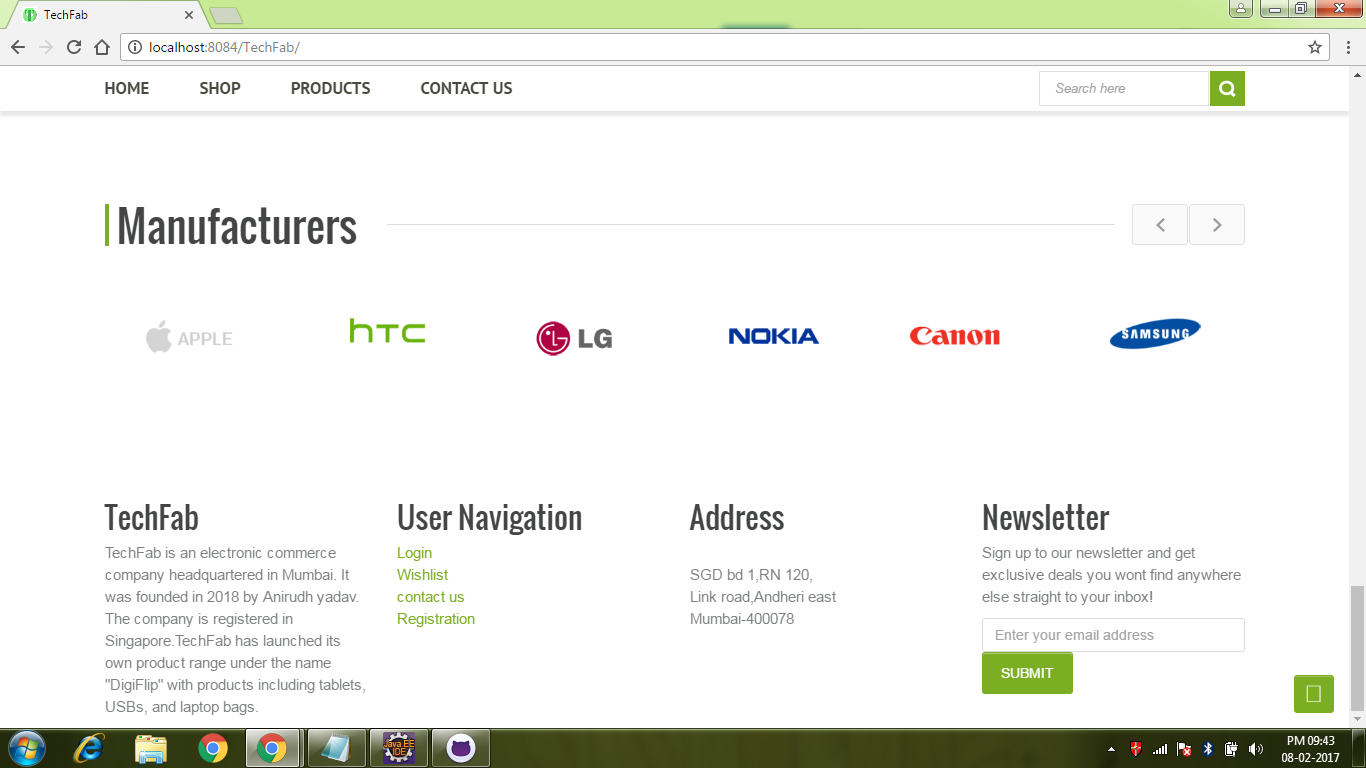 TechFab
localhost:8084/TechFab/
HOME SHOP PRODUCTS CONTACT US Search here
Manufacturers
APPLE hTC LG NOKIA Canon SAMSUNG
TechFab
TechFab is an electronic commerce
company headquartered in Mumbai. It
was founded in 2018 by Anirudh yadav.
The company is registered in
Singapore.TechFab has launched its
own product range under the name
"DigiFlip" with products including tablets,
USBs, and laptop bags.
User Navigation
Login
Wishlist
contact us
Registration
Address
SGD bd 1,RN 120,
Link road,Andheri east
Mumbai-400078
Newsletter
Sign up to our newsletter and get
exclusive deals you wont find anywhere
else straight to your inbox!
Enter your email address
SUBMIT
Java EE
IDE
PM 09:43
08-02-2017